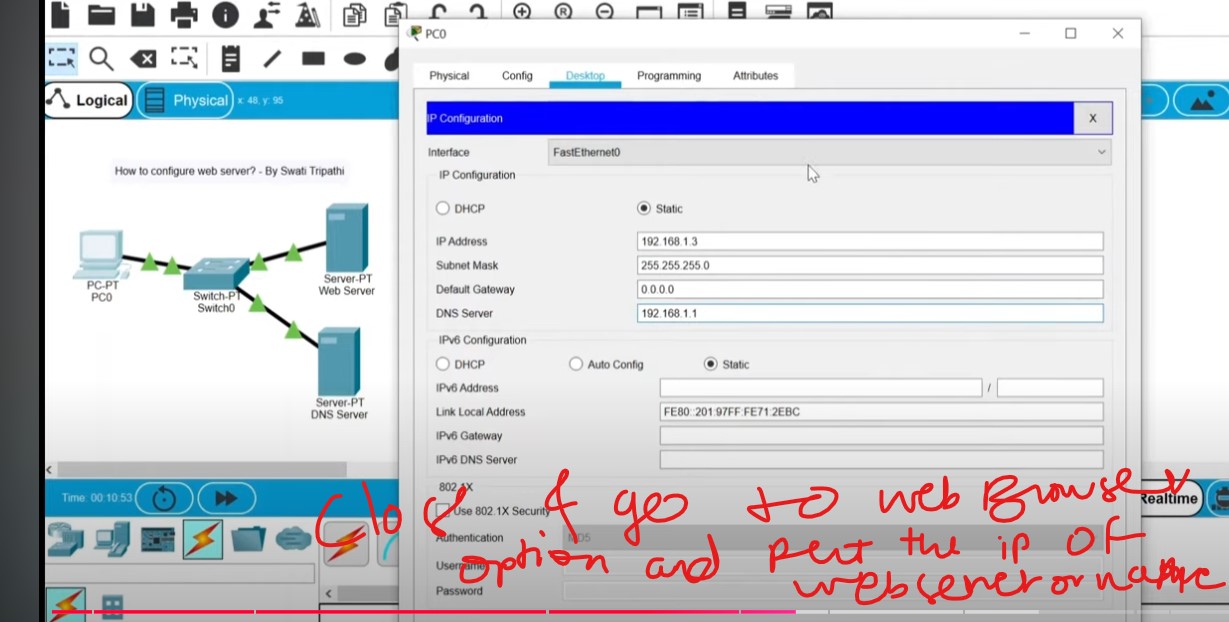 PC0
Physical
Config
Desktop
Programming
Attributes
Logical
Physical
x: 48, y: 95
IP Configuration
X
Interface
FastEthernet0
IP Configuration
DHCP
Static
IP Address
192.168.1.3
Subnet Mask
255.255.255.0
Default Gateway
0.0.0.0
DNS Server
192.168.1.1
IPv6 Configuration
DHCP
Auto Config
Static
IPv6 Address
/
Link Local Address
FE80::201:97FF:FE71:2EBC
IPv6 Gateway
IPv6 DNS Server
802.1X
Use 802.1X Security
Authentication
MD5
Username
Password
How to configure web server? - By Swati Tripathi
PC-PT
PC0
Switch-PT
Switch0
Server-PT
Web Server
Server-PT
DNS Server
Time: 00:10:53
Realtime
& go to web Browser
option and put the ip of
webserver or name